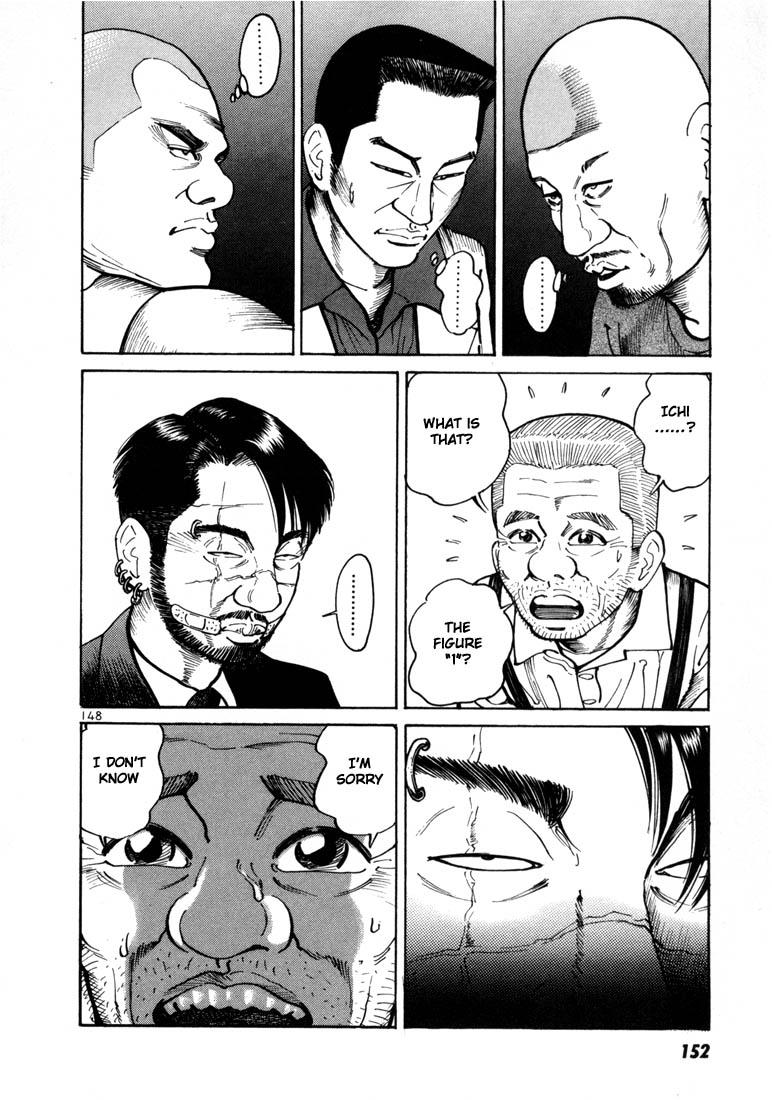 ........
........
........
ICHI
......?
WHAT IS
THAT?
THE
FIGURE
"1"?
........
148
I'M
SORRY
I DON'T
KNOW
152